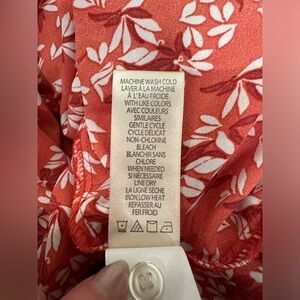 MACHINE WASH COLD
LAVER À LA MACHINE
À L'EAU FROIDE
WITH LIKE COLORS
AVEC COULEURS
SIMILAIRES
GENTLE CYCLE
CYCLE DÉLICAT
NON-CHLORINE
BLEACH
BLANCHIR SANS
CHLORE
WHEN NEEDED
SI NÉCESSAIRE
LINE DRY
LA LIGNE SÈCHE
IRON LOW HEAT
REPASSER AU
FER FROID